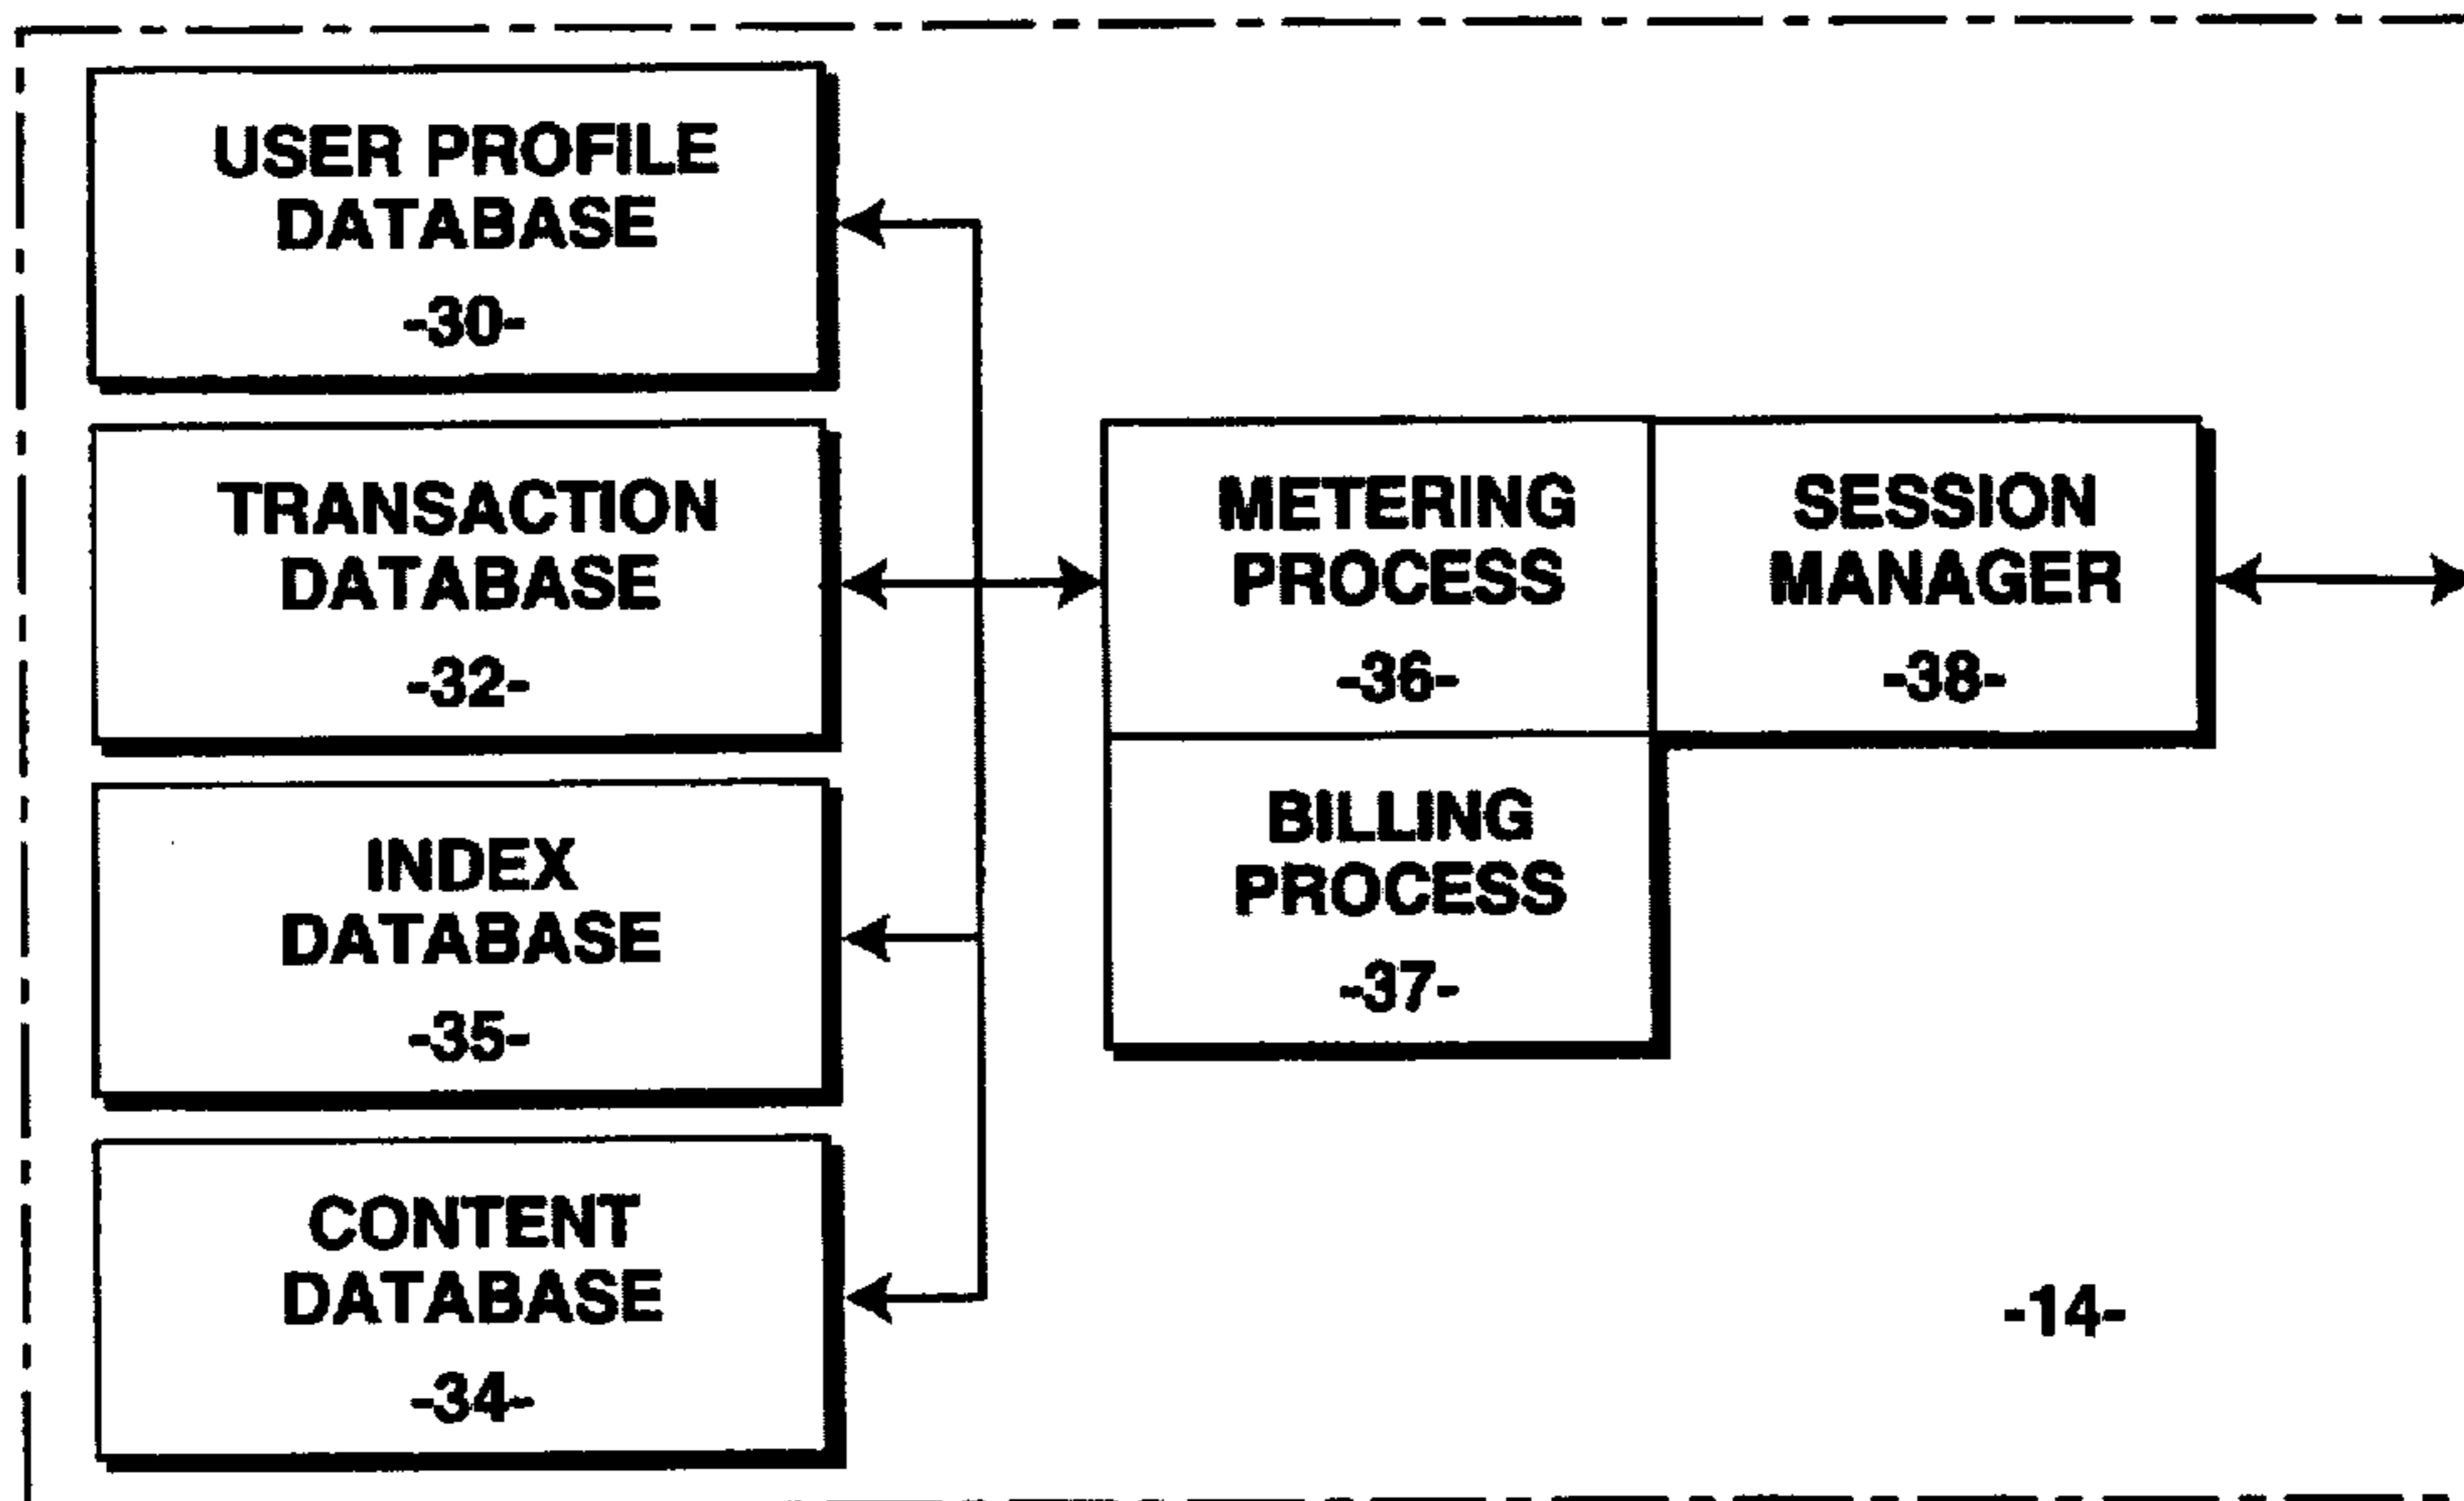 USER PROFILE
DATABASE
-30-
TRANSACTION
DATABASE
-32-
INDEX
DATABASE
-35-
CONTENT
DATABASE
-34-
METERING
PROCESS
-36-
SESSION
MANAGER
-38-
BILLING
PROCESS
-37-
-14-